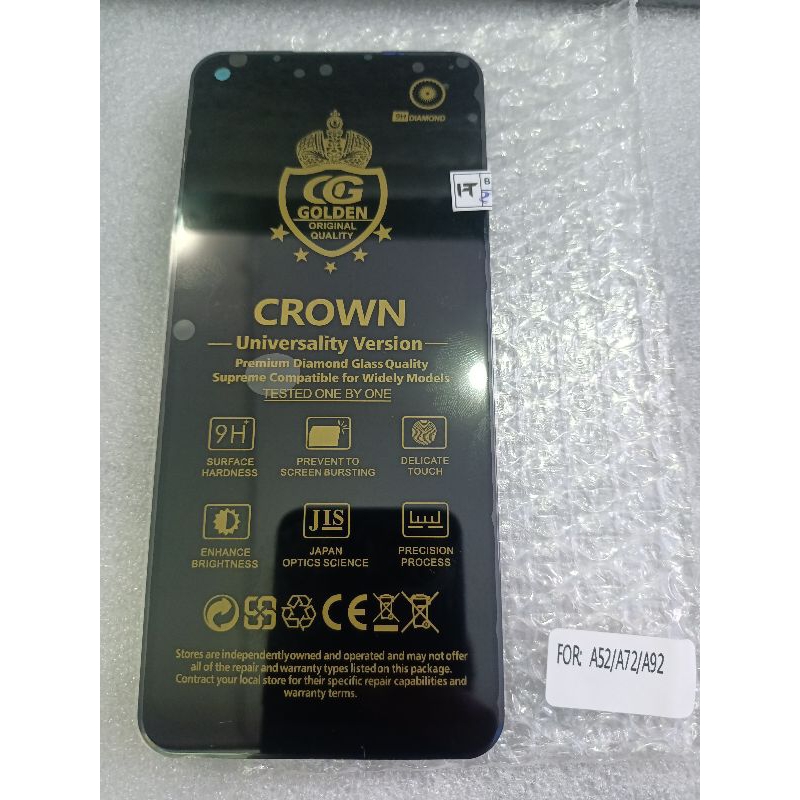 9H DIAMOND
CG
GOLDEN
ORIGINAL
QUALITY
CROWN
Universality Version
Premium Diamond Glass Quality
Supreme Compatible for Widely Models
TESTED ONE BY ONE
9H+
SURFACE
HARDNESS
PREVENT TO
SCREEN BURSTING
DELICATE
TOUCH
ENHANCE
BRIGHTNESS
JIS
JAPAN
OPTICS SCIENCE
PRECISION
PROCESS
CE
Stores are independentlyowned and operated and may not offer
all of the repair and warranty types listed on this package.
Contract your local store for their specific repair capabilities and
warranty terms.
FOR: A52/A72/A92